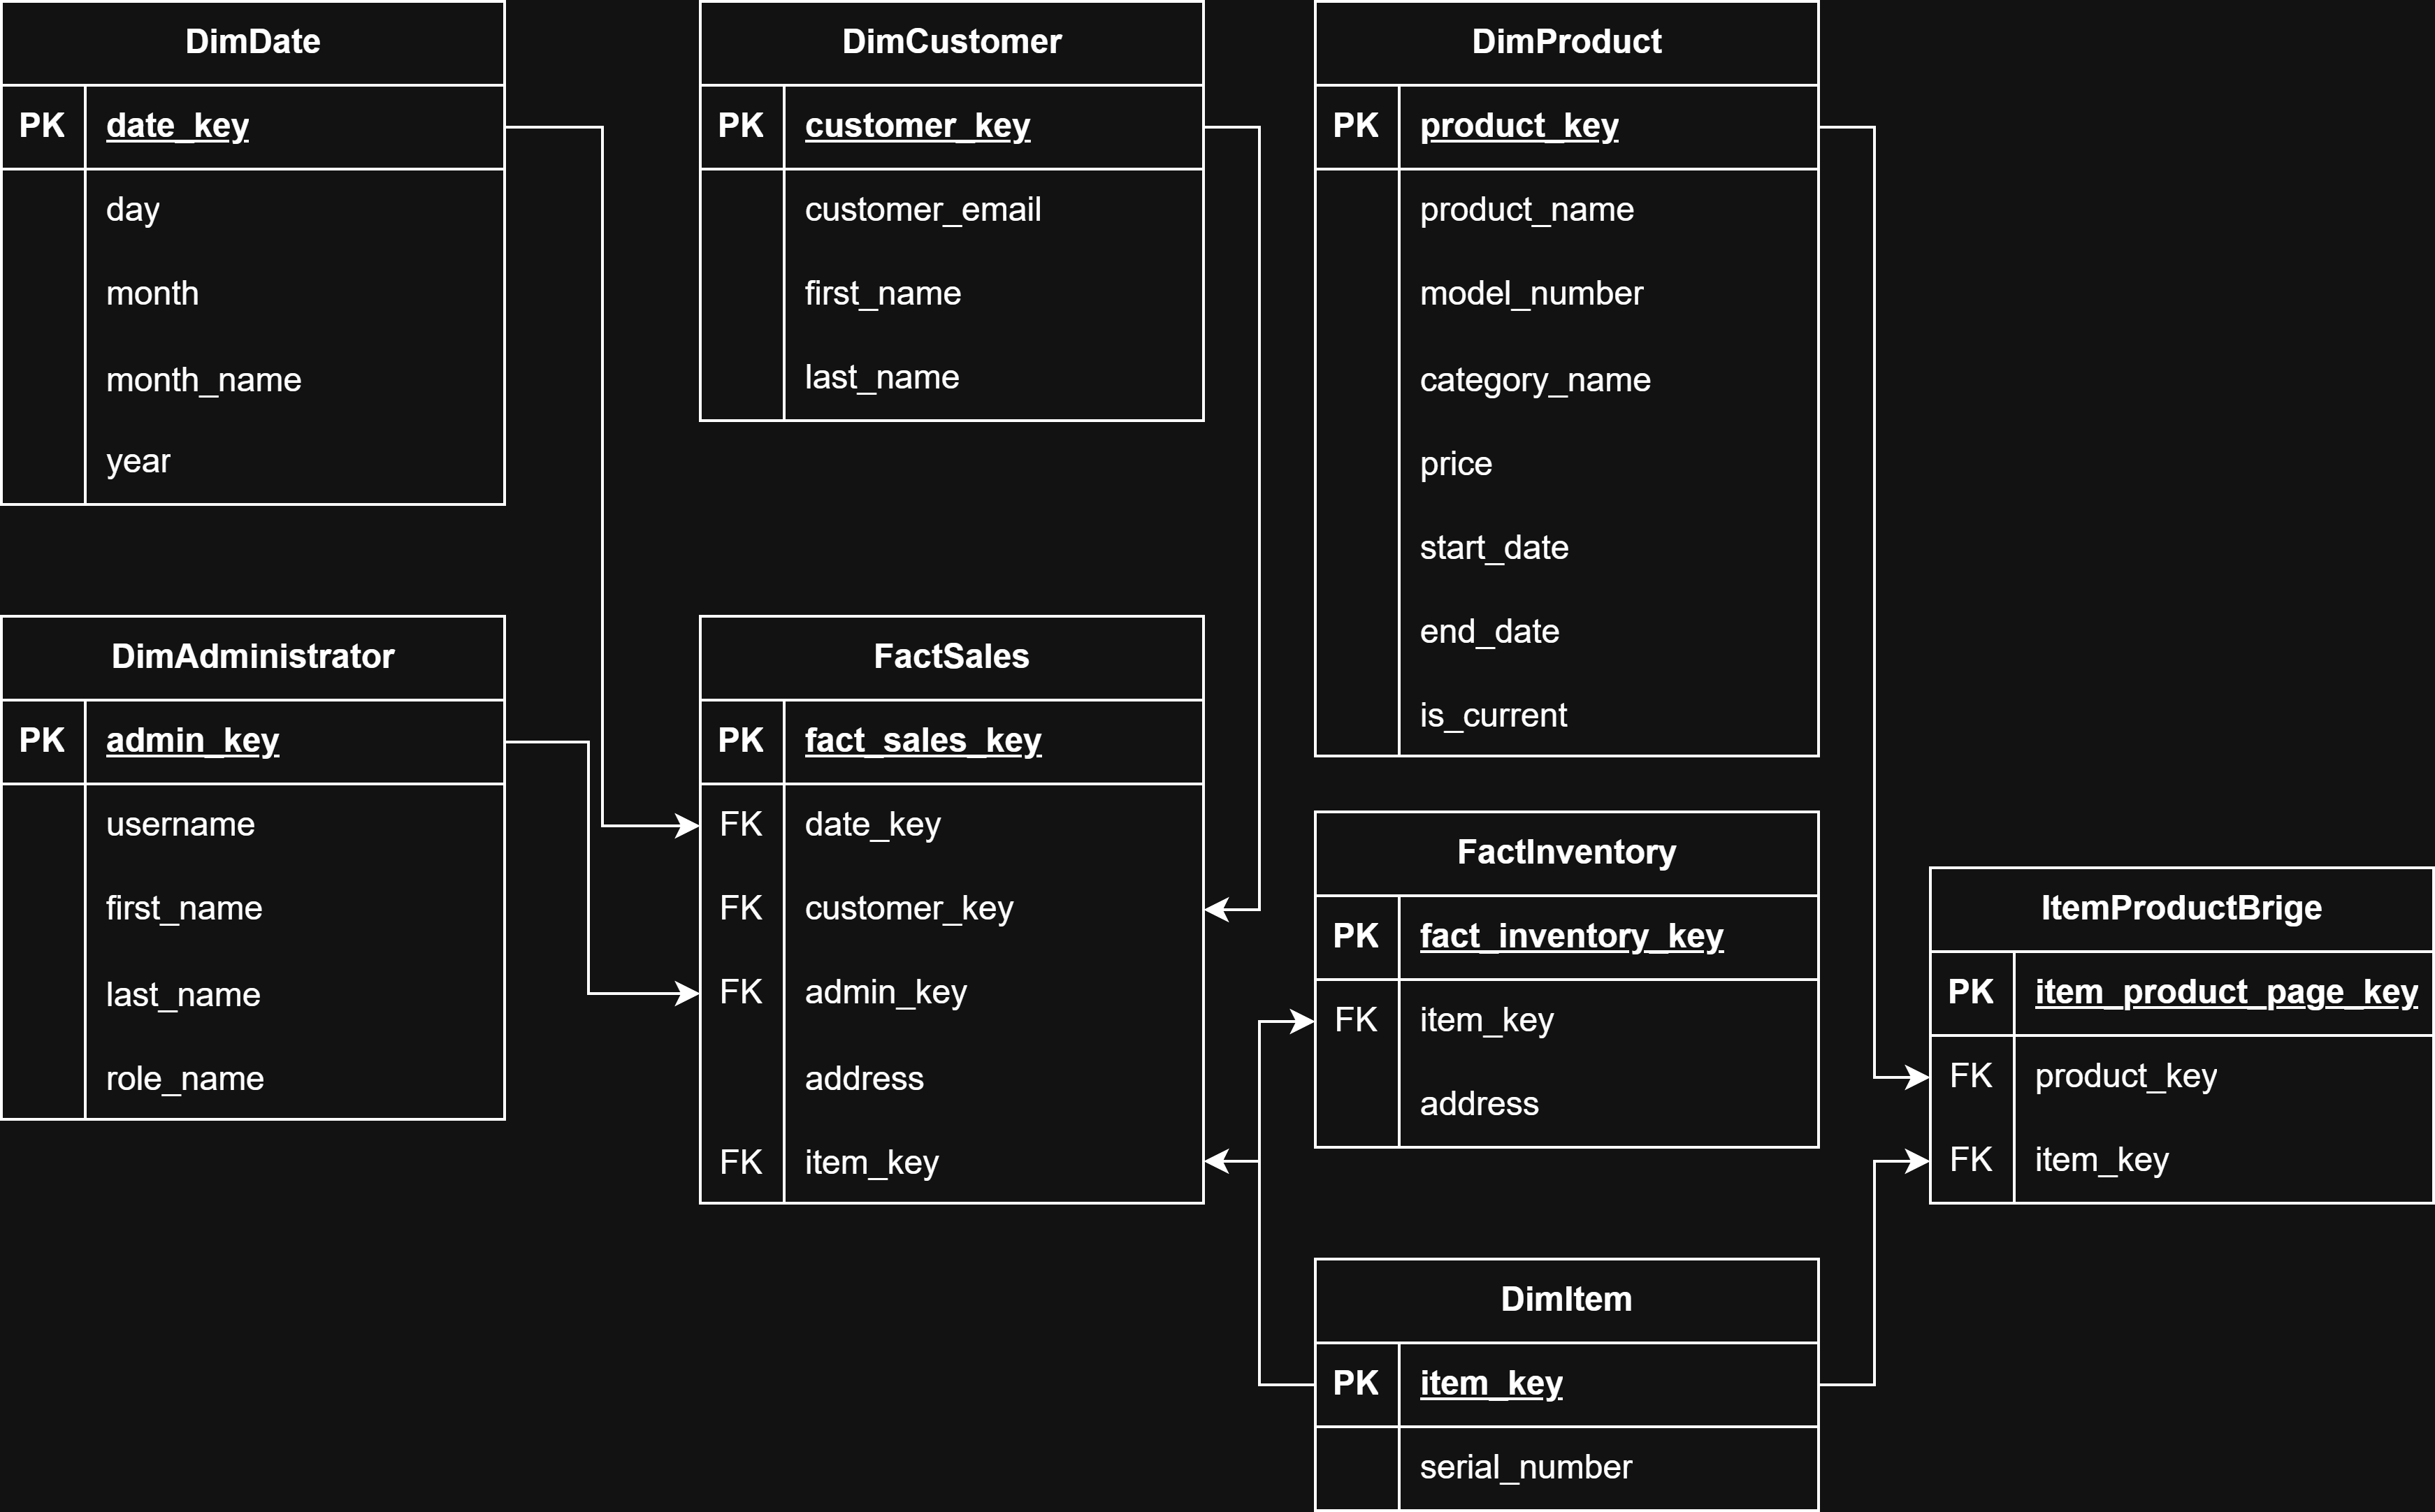 DimDate
PK date_key
day
month
month_name
year
DimCustomer
PK customer_key
customer_email
first_name
last_name
DimProduct
PK product_key
product_name
model_number
category_name
price
start_date
end_date
is_current
DimAdministrator
PK admin_key
username
first_name
last_name
role_name
FactSales
PK fact_sales_key
FK date_key
FK customer_key
FK admin_key
address
FK item_key
FactInventory
PK fact_inventory_key
FK item_key
address
ItemProductBrige
PK item_product_page_key
FK product_key
FK item_key
DimItem
PK item_key
serial_number